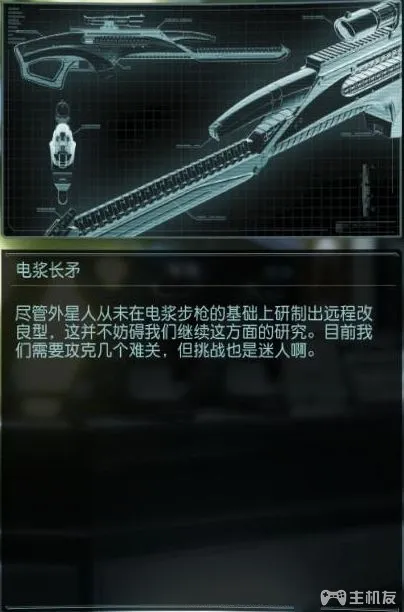 电浆长矛
尽管外星人从未在电浆步枪的基础上研制出远程改
良型，这并不妨碍我们继续这方面的研究。目前我
们需要攻克几个难关，但挑战也是迷人啊。
主机友